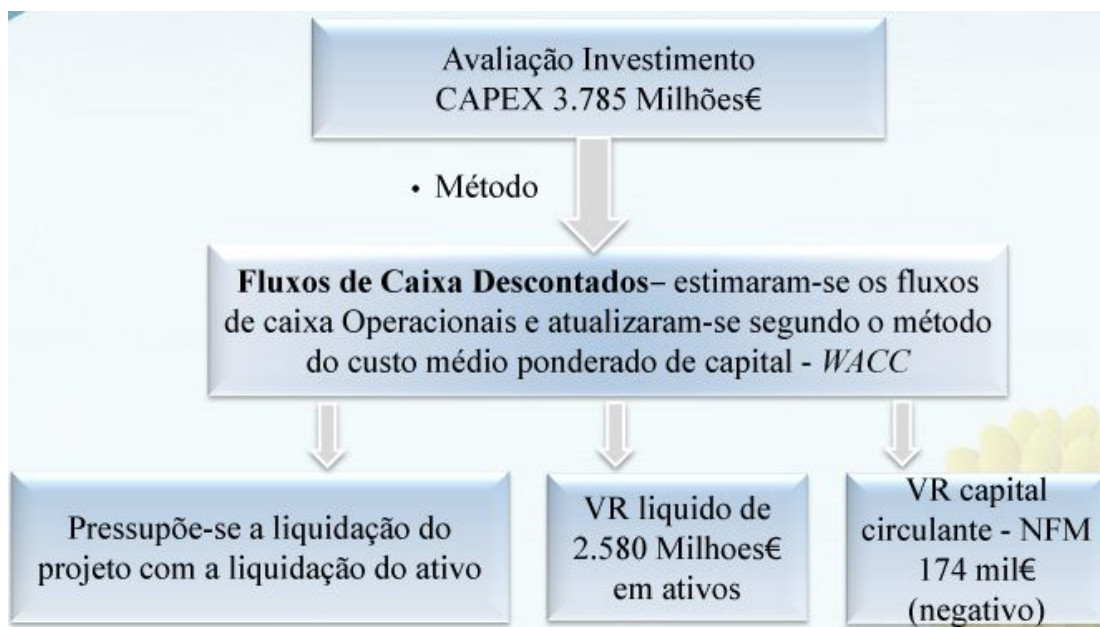 Avaliação Investimento
CAPEX 3.785 Milhões€
• Método
Fluxos de Caixa Descontados– estimaram-se os fluxos
de caixa Operacionais e atualizaram-se segundo o método
do custo médio ponderado de capital - WACC
Pressupõe-se a liquidação do
projeto com a liquidação do ativo
VR liquido de
2.580 Milhoes€
em ativos
VR capital
circulante - NFM
174 mil€
(negativo)